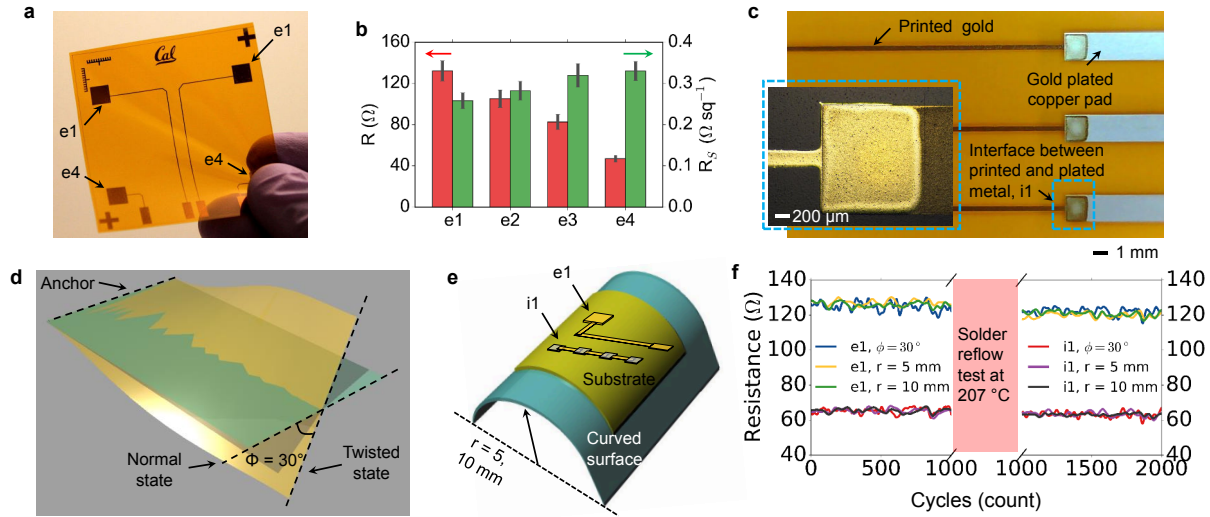 a
Cal
e1
e1
e4
e4
b
160
120
80
40
0
R (Ω)
0.4
0.3
0.2
0.1
0.0
R_S (Ω sq⁻¹)
e1 e2 e3 e4
c
Printed gold
Gold plated
copper pad
Interface between
printed and plated
metal, i1
200 µm
1 mm
d
Anchor
Normal
state
Φ = 30°
Twisted
state
e
e1
i1
Substrate
Curved
surface
r = 5,
10 mm
f
140
120
100
80
60
40
Resistance (Ω)
e1, ϕ = 30°
e1, r = 5 mm
e1, r = 10 mm
Solder
reflow
test at
207 °C
i1, ϕ = 30°
i1, r = 5 mm
i1, r = 10 mm
140
120
100
80
60
40
0 500 1000 1000 1500 2000
Cycles (count)